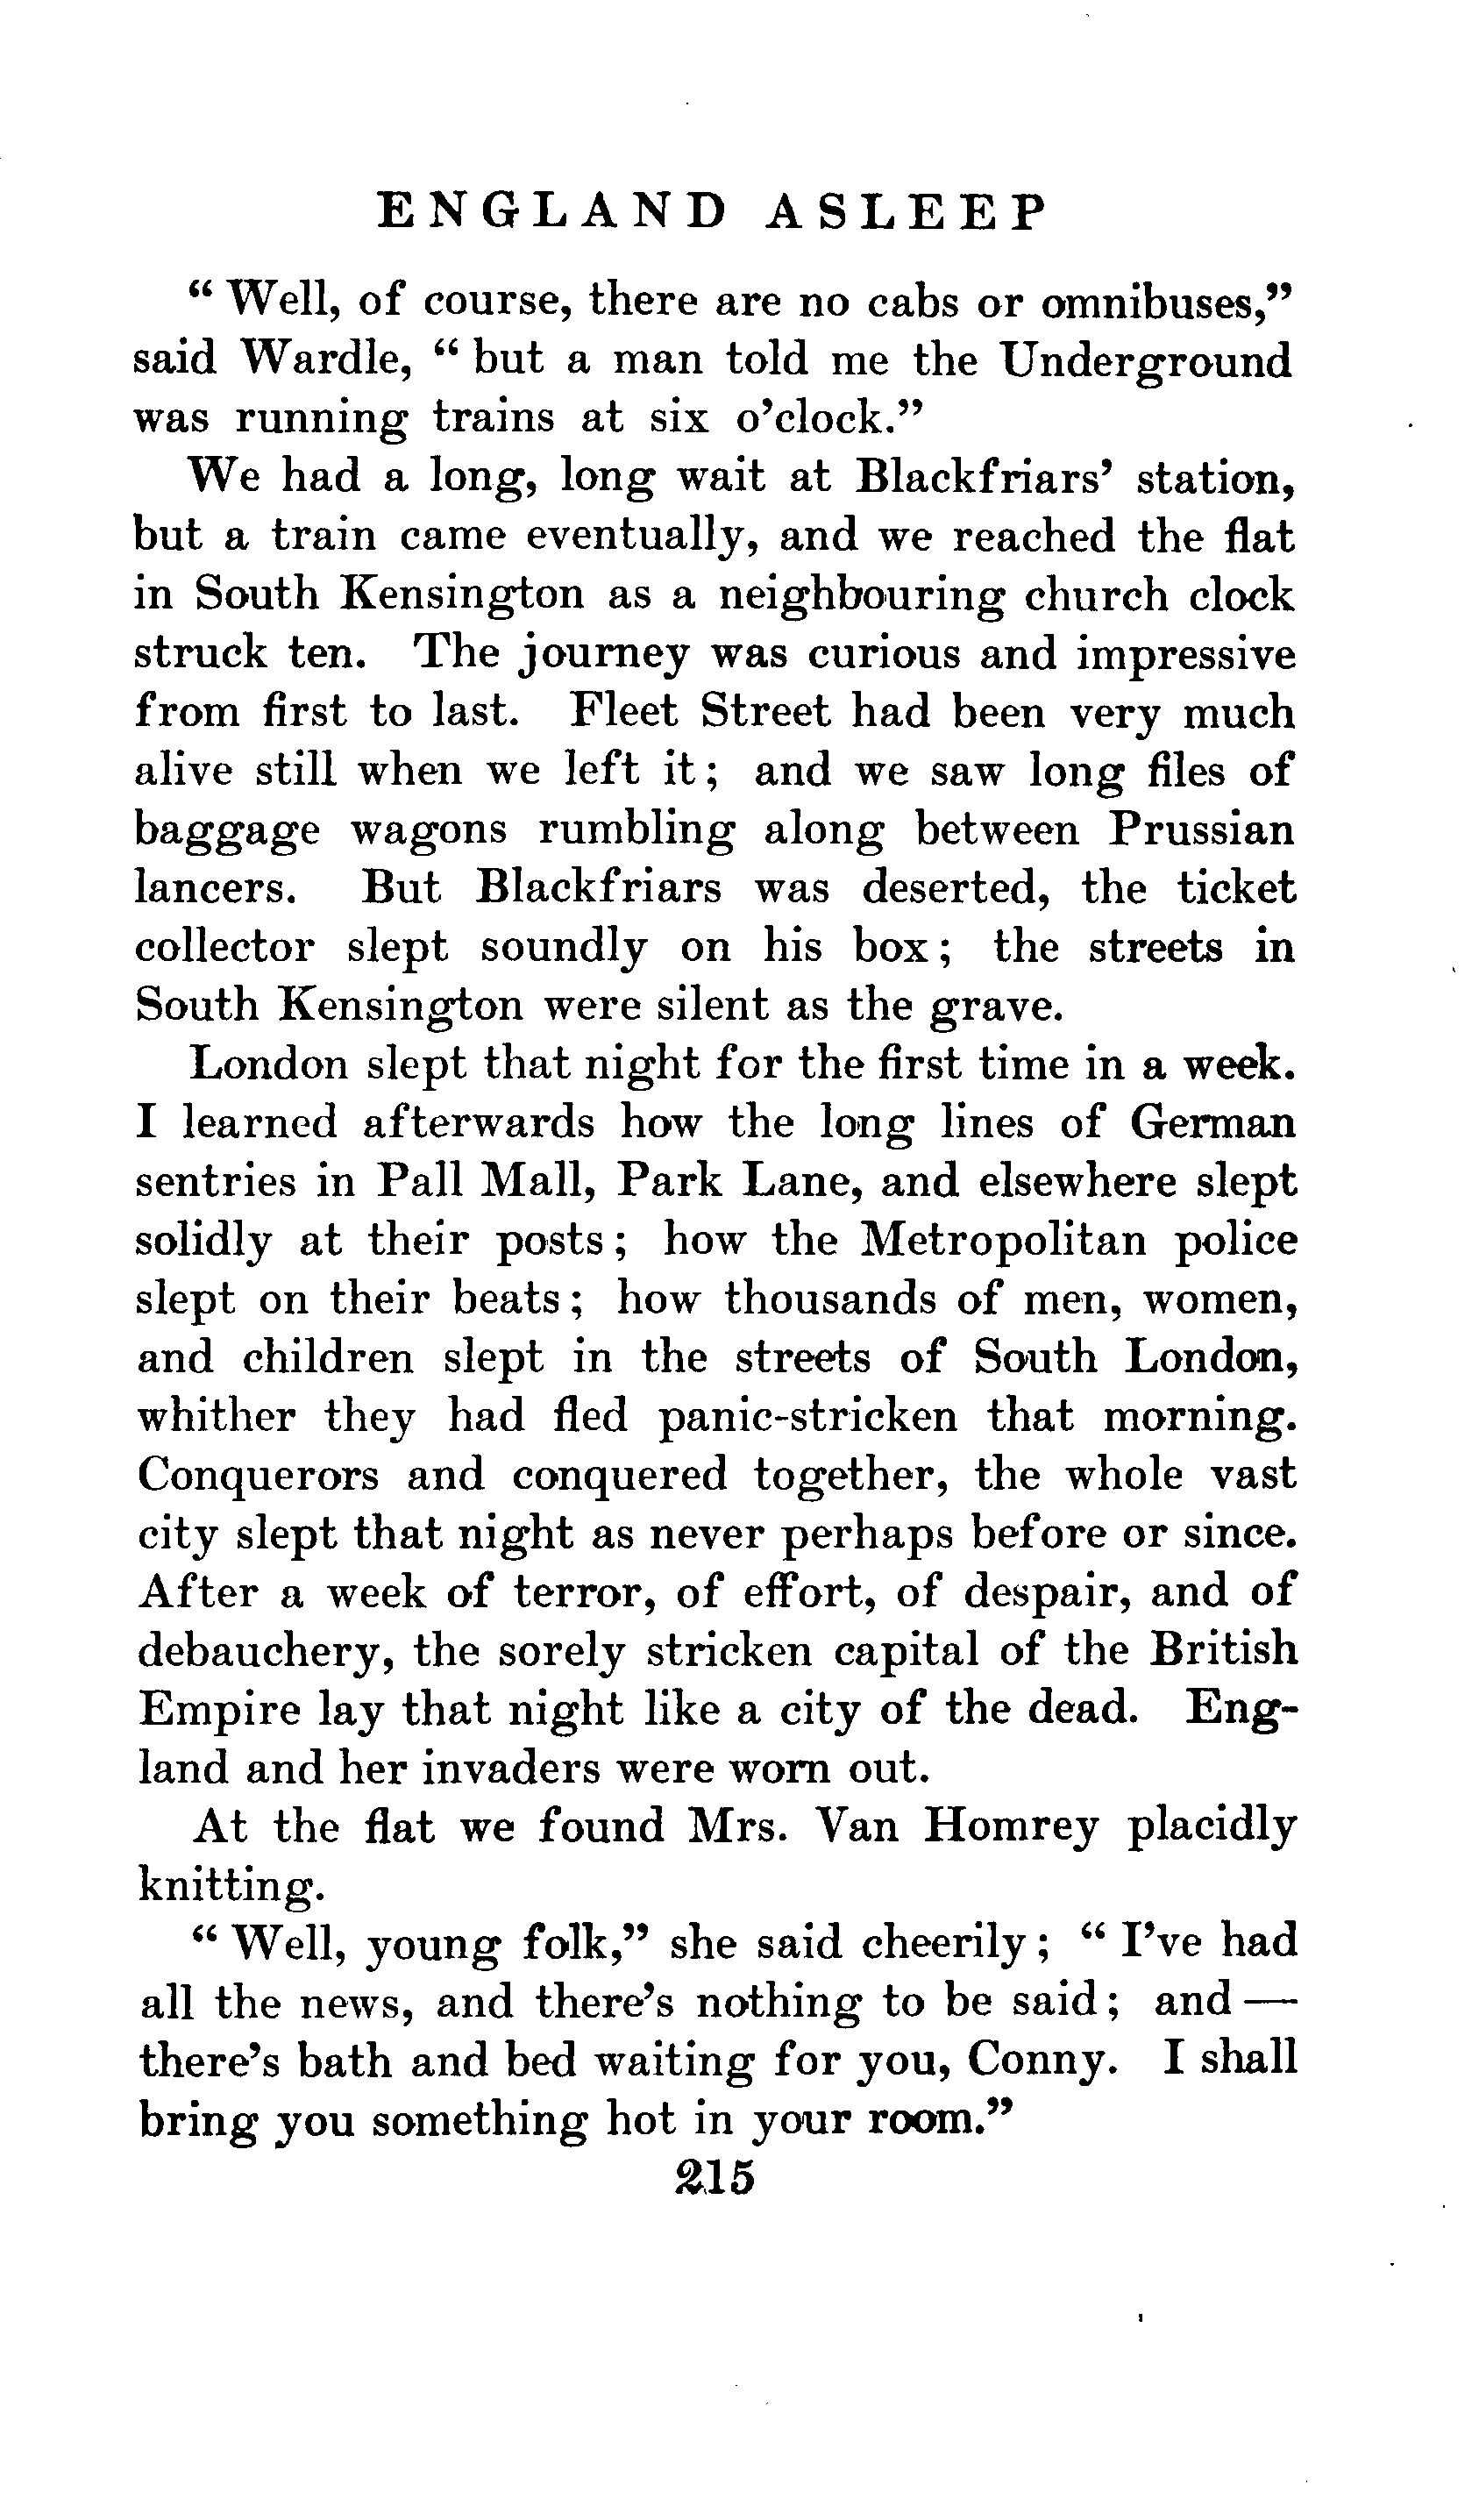 ENGLAND ASLEEP
“ Well, of course, there are no cabs or omnibuses,”
said Wardle, “ but a man told me the Underground
was running trains at six o’clock.”
We had a long, long wait at Blackfriars’ station,
but a train came eventually, and we reached the flat
in South Kensington as a neighbouring church clock
struck ten. The journey was curious and impressive
from first to last. Fleet Street had been very much
alive still when we left it ; and we saw long files of
baggage wagons rumbling along between Prussian
lancers. But Blackfriars was deserted, the ticket
collector slept soundly on his box ; the streets in
South Kensington were silent as the grave.
London slept that night for the first time in a week.
I learned afterwards how the long lines of German
sentries in Pall Mall, Park Lane, and elsewhere slept
solidly at their posts ; how the Metropolitan police
slept on their beats ; how thousands of men, women,
and children slept in the streets of South London,
whither they had fled panic-stricken that morning.
Conquerors and conquered together, the whole vast
city slept that night as never perhaps before or since.
After a week of terror, of effort, of despair, and of
debauchery, the sorely stricken capital of the British
Empire lay that night like a city of the dead. Eng-
land and her invaders were worn out.
At the flat we found Mrs. Van Homrey placidly
knitting.
“ Well, young folk,” she said cheerily ; “ I’ve had
all the news, and there’s nothing to be said ; and —
there’s bath and bed waiting for you, Conny. I shall
bring you something hot in your room.”
215